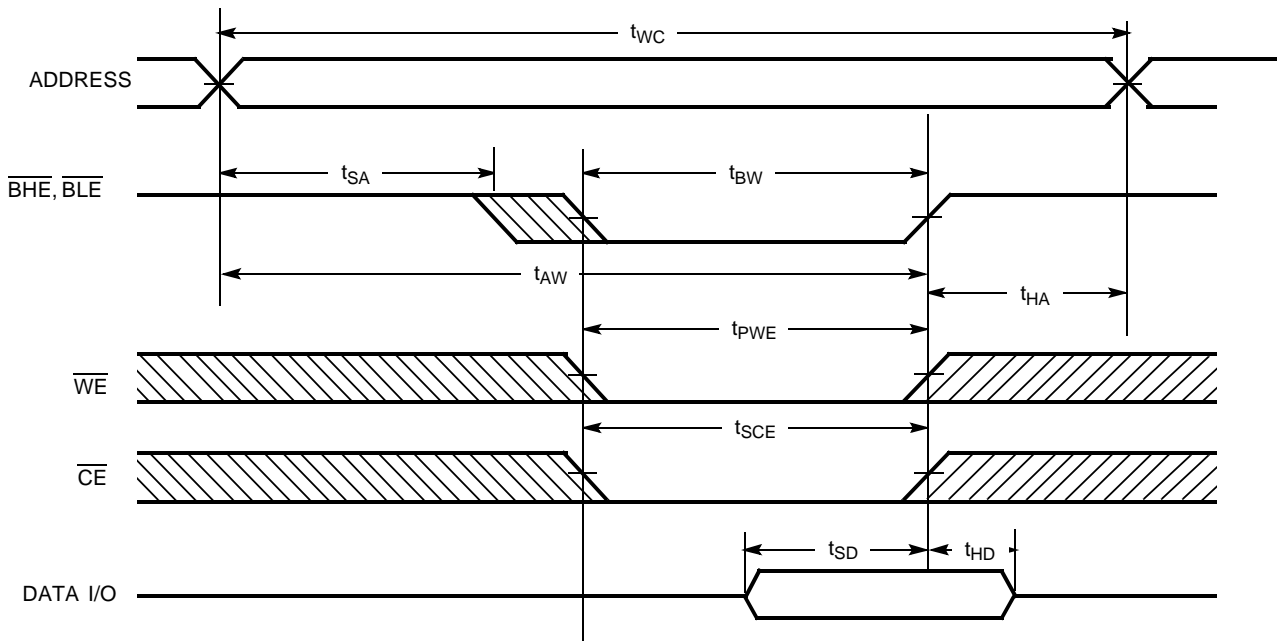 tWC
ADDRESS
tSA
tBW
BHE, BLE
tAW
tHA
tPWE
WE
tSCE
CE
tSD
tHD
DATA I/O